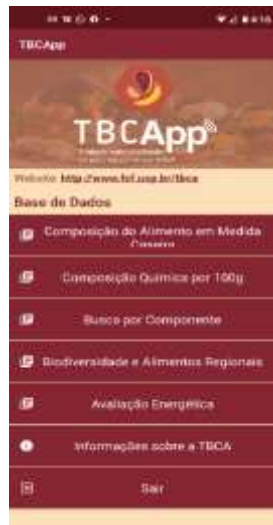 TBCApp
TBCApp
Website: http://www.fcf.usp.br/tbca
Base de Dados
Composição do Alimento em Medida
Caseira
Composição Química por 100g
Busca por Componente
Biodiversidade e Alimentos Regionais
Avaliação Energética
Informações sobre a TBCA
Sair